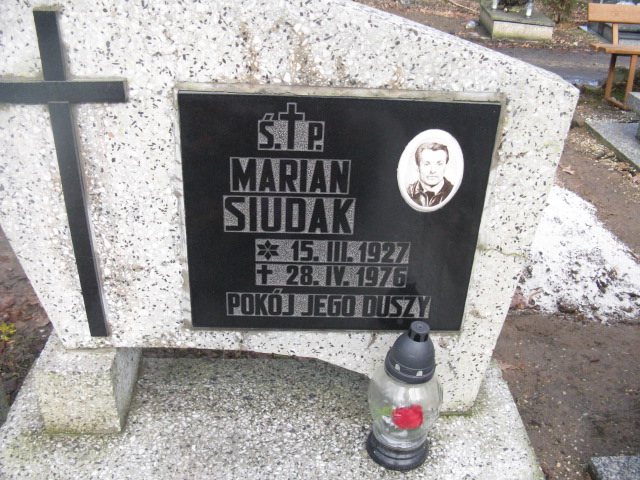 Ś.†P.
MARIAN
SIUDAK
* 15. III. 1927
† 28. IV. 1976
POKÓJ JEGO DUSZY